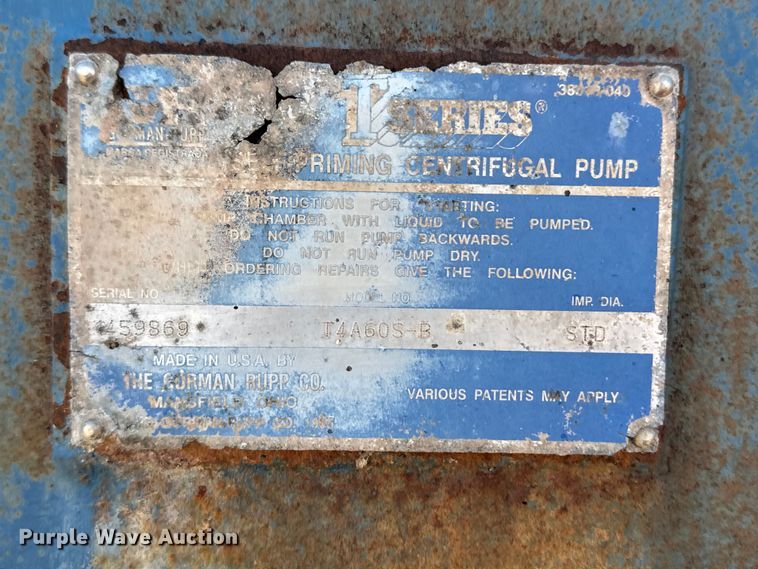 SERIES®
PRIMING CENTRIFUGAL PUMP
INSTRUCTIONS FOR STARTING:
CHAMBER WITH LIQUID TO BE PUMPED.
DO NOT RUN PUMP BACKWARDS.
DO NOT RUN PUMP DRY.
ORDERING REPAIRS GIVE THE FOLLOWING:
SERIAL NO. MODEL NO. IMP. DIA.
459869 T4A60S-B STD
MADE IN U.S.A. BY
THE GORMAN RUPP CO.
MANSFIELD, OHIO
VARIOUS PATENTS MAY APPLY
Purple Wave Auction